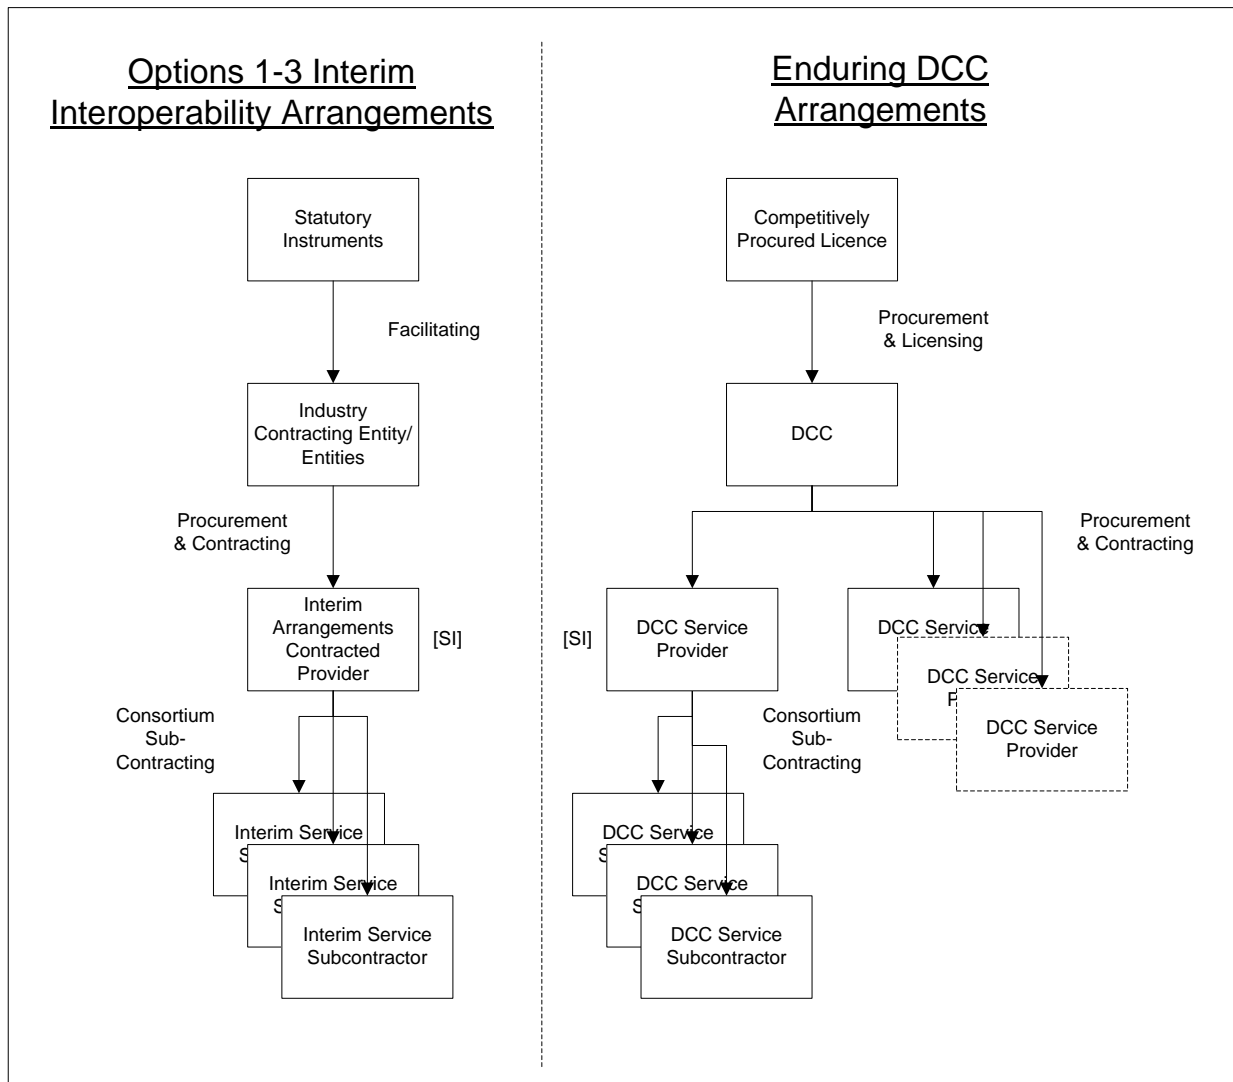 Options 1-3 Interim
Interoperability Arrangements
Statutory
Instruments
Facilitating
Industry
Contracting Entity/
Entities
Procurement
& Contracting
Interim
Arrangements
Contracted
Provider
[SI]
Consortium
Sub-
Contracting
Interim Service
S
Interim Service
S
Interim Service
Subcontractor
Enduring DCC
Arrangements
Competitively
Procured Licence
Procurement
& Licensing
DCC
Procurement
& Contracting
[SI]
DCC Service
Provider
DCC Service
DCC Service
P
DCC Service
Provider
Consortium
Sub-
Contracting
DCC Service
S
DCC Service
S
DCC Service
Subcontractor